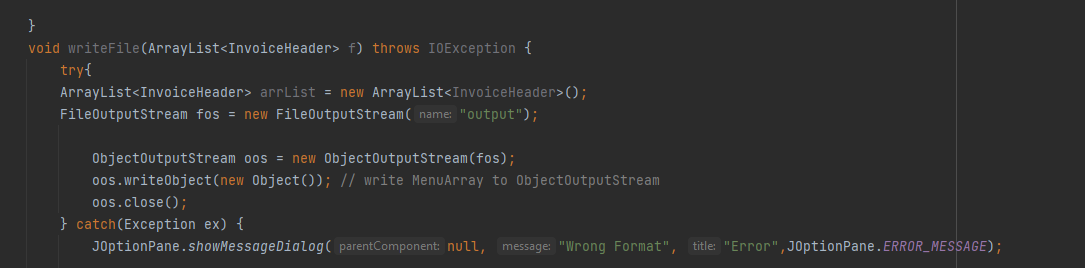 }
void writeFile(ArrayList<InvoiceHeader> f) throws IOException {
try{
ArrayList<InvoiceHeader> arrList = new ArrayList<InvoiceHeader>();
FileOutputStream fos = new FileOutputStream( name: "output");
ObjectOutputStream oos = new ObjectOutputStream(fos);
oos.writeObject(new Object()); // write MenuArray to ObjectOutputStream
oos.close();
} catch(Exception ex) {
JOptionPane.showMessageDialog( parentComponent: null, message: "Wrong Format", title: "Error",JOptionPane.ERROR_MESSAGE);